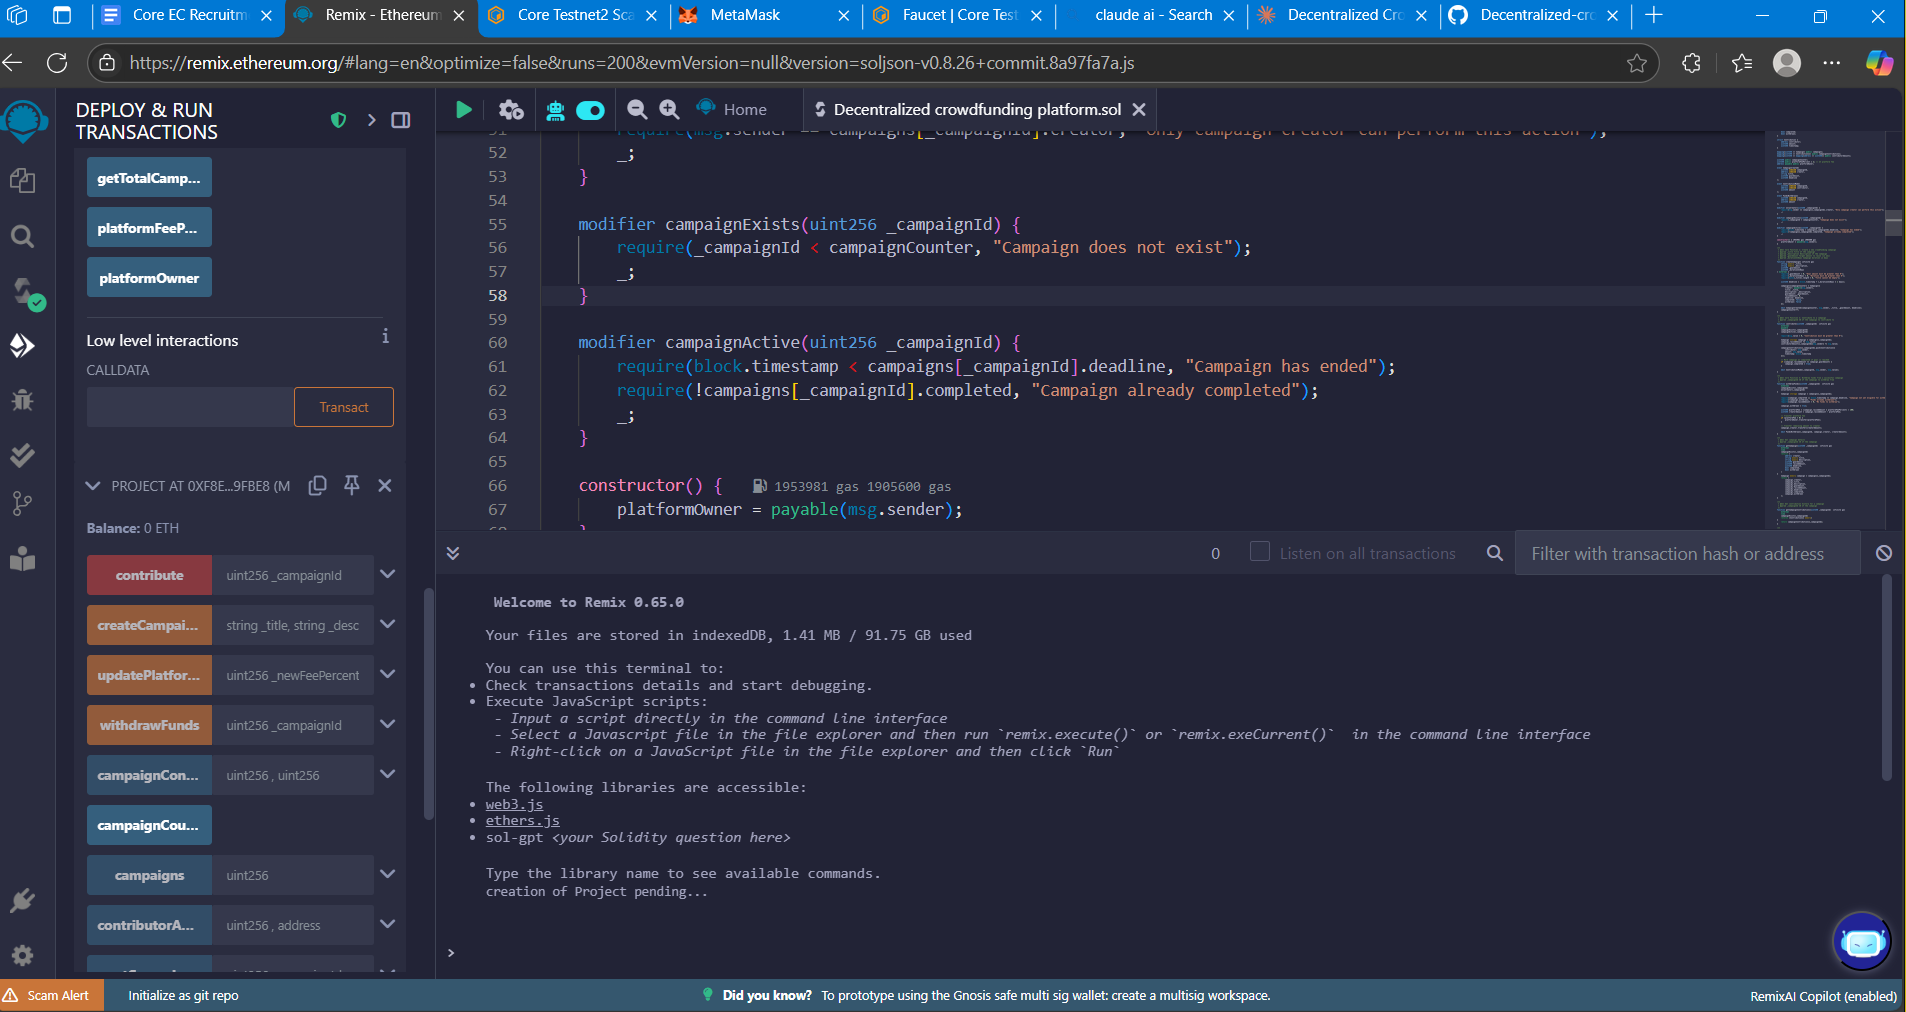 Core EC Recruitm
Remix - Ethereum
Core Testnet2 Sca
MetaMask
Faucet | Core Test
claude ai - Search
Decentralized Cro
Decentralized-cro
https://remix.ethereum.org/#lang=en&optimize=false&runs=200&evmVersion=null&version=soljson-v0.8.26+commit.8a97fa7a.js
DEPLOY & RUN
TRANSACTIONS
Home
Decentralized crowdfunding platform.sol
getTotalCamp...
platformFeeP...
platformOwner
Low level interactions
i
CALLDATA
Transact
PROJECT AT 0XF8E...9FBE8 (M
Balance: 0 ETH
contribute uint256 _campaignId
createCampai... string _title, string _desc
updatePlatfor... uint256 _newFeePercent
withdrawFunds uint256 _campaignId
campaignCon... uint256 , uint256
campaignCou...
campaigns uint256
contributorA... uint256 , address
51 require(msg.sender == campaigns[_campaignId].creator, "Only campaign creator can perform this action");
52 _;
53 }
54
55 modifier campaignExists(uint256 _campaignId) {
56 require(_campaignId < campaignCounter, "Campaign does not exist");
57 _;
58 }
59
60 modifier campaignActive(uint256 _campaignId) {
61 require(block.timestamp < campaigns[_campaignId].deadline, "Campaign has ended");
62 require(!campaigns[_campaignId].completed, "Campaign already completed");
63 _;
64 }
65
66 constructor() { 1953981 gas 1905600 gas
67 platformOwner = payable(msg.sender);
68 }
0 Listen on all transactions Filter with transaction hash or address
Welcome to Remix 0.65.0
Your files are stored in indexedDB, 1.41 MB / 91.75 GB used
You can use this terminal to:
• Check transactions details and start debugging.
• Execute JavaScript scripts:
- Input a script directly in the command line interface
- Select a Javascript file in the file explorer and then run `remix.execute()` or `remix.exeCurrent()` in the command line interface
- Right-click on a JavaScript file in the file explorer and then click `Run`
The following libraries are accessible:
• web3.js
• ethers.js
• sol-gpt <your Solidity question here>
Type the library name to see available commands.
creation of Project pending...
>
Scam Alert
Initialize as git repo
Did you know? To prototype using the Gnosis safe multi sig wallet: create a multisig workspace.
RemixAI Copilot (enabled)